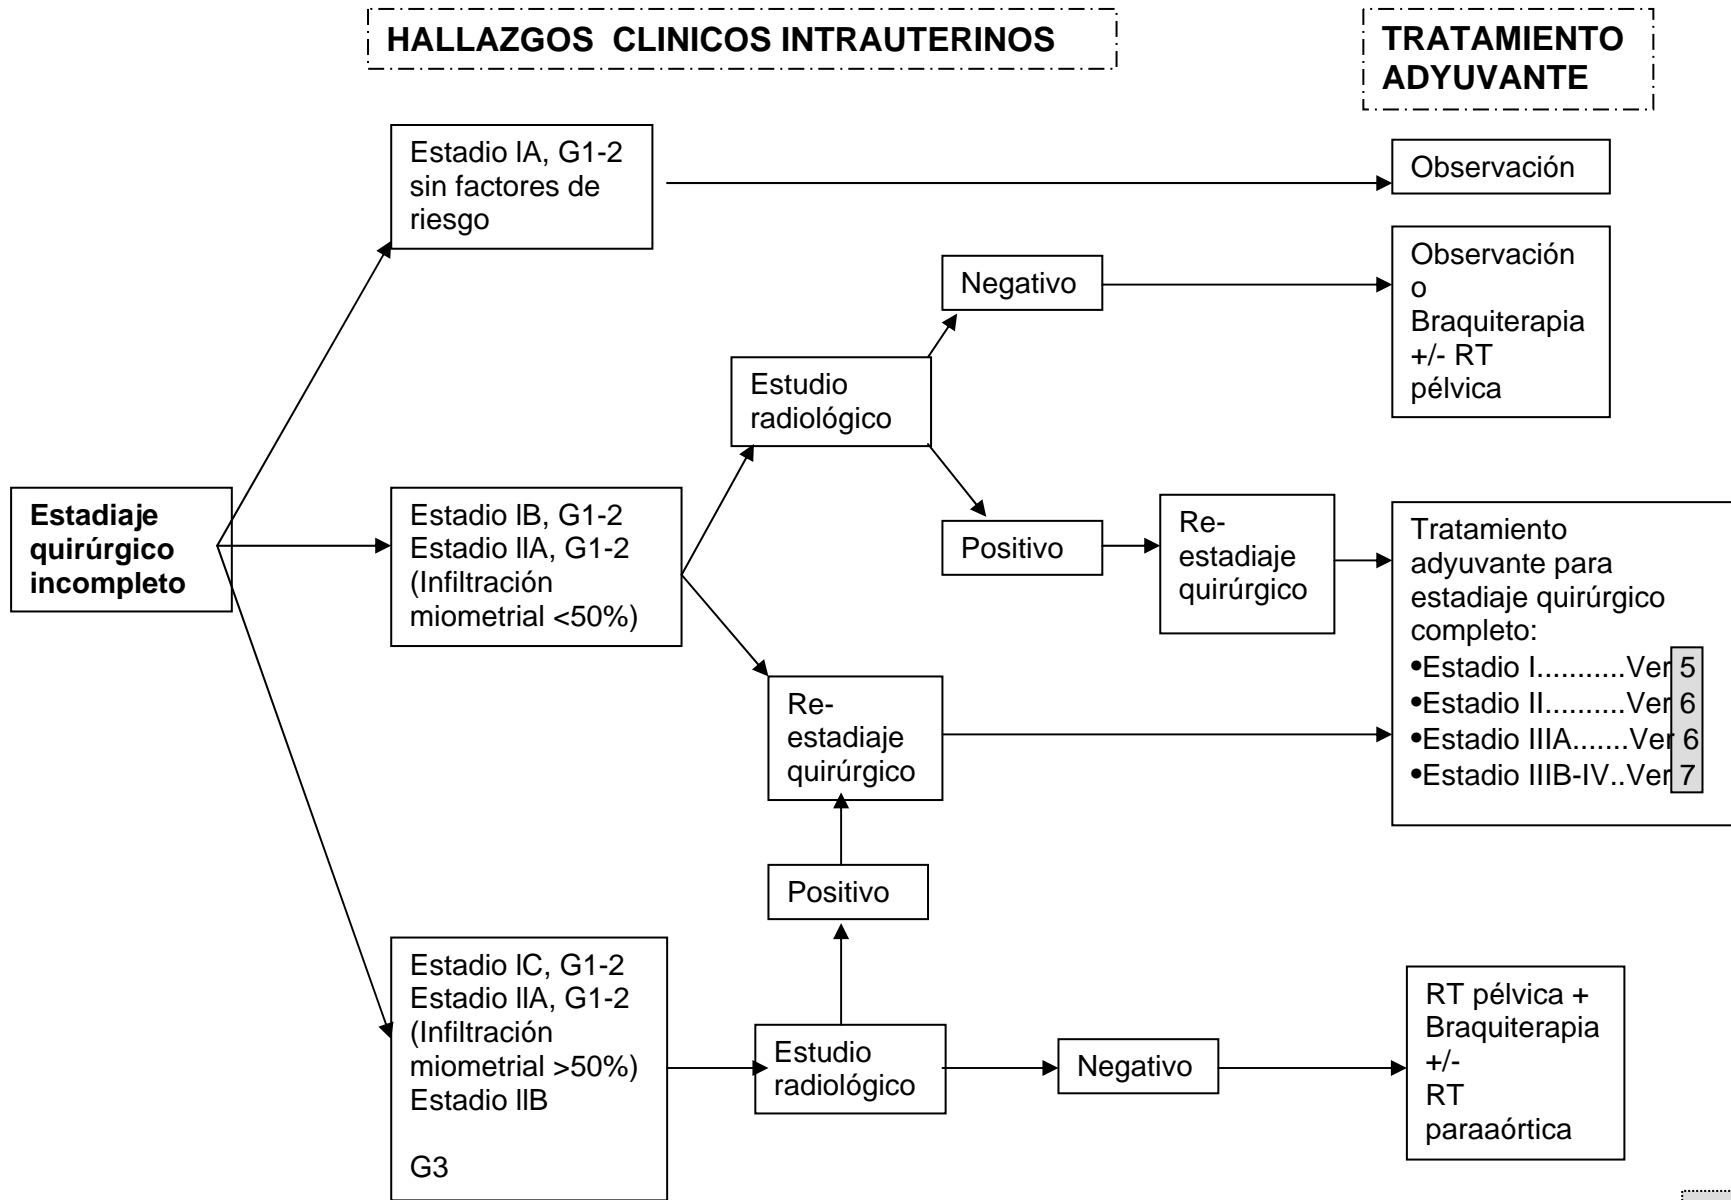 HALLAZGOS CLINICOS INTRAUTERINOS
TRATAMIENTO
ADYUVANTE
Estadio IA, G1-2
sin factores de
riesgo
Observación
Negativo
Observación
o
Braquiterapia
+/- RT
pélvica
Estudio
radiológico
Estadiaje
quirúrgico
incompleto
Estadio IB, G1-2
Estadio IIA, G1-2
(Infiltración
miometrial <50%)
Positivo
Re-
estadiaje
quirúrgico
Tratamiento
adyuvante para
estadiaje quirúrgico
completo:
•Estadio I...........Ver 5
•Estadio II..........Ver 6
•Estadio IIIA.......Ver 6
•Estadio IIIB-IV..Ver 7
Re-
estadiaje
quirúrgico
Positivo
Estadio IC, G1-2
Estadio IIA, G1-2
(Infiltración
miometrial >50%)
Estadio IIB
G3
Estudio
radiológico
Negativo
RT pélvica +
Braquiterapia
+/-
RT
paraaórtica